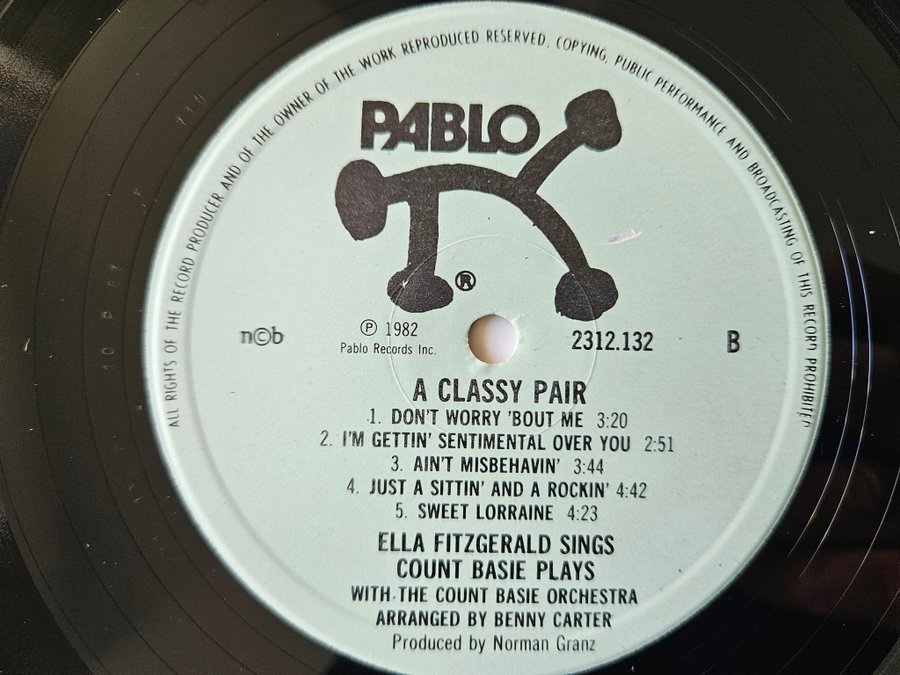 ALL RIGHTS OF THE RECORD PRODUCER AND OF THE OWNER OF THE WORK REPRODUCED RESERVED. COPYING, PUBLIC PERFORMANCE AND BROADCASTING OF THIS RECORD PROHIBITED
PABLO
®
n©b
℗ 1982
Pablo Records Inc.
2312.132
B
A CLASSY PAIR
1. DON'T WORRY 'BOUT ME 3:20
2. I'M GETTIN' SENTIMENTAL OVER YOU 2:51
3. AIN'T MISBEHAVIN' 3:44
4. JUST A SITTIN' AND A ROCKIN' 4:42
5. SWEET LORRAINE 4:23
ELLA FITZGERALD SINGS
COUNT BASIE PLAYS
WITH THE COUNT BASIE ORCHESTRA
ARRANGED BY BENNY CARTER
Produced by Norman Granz